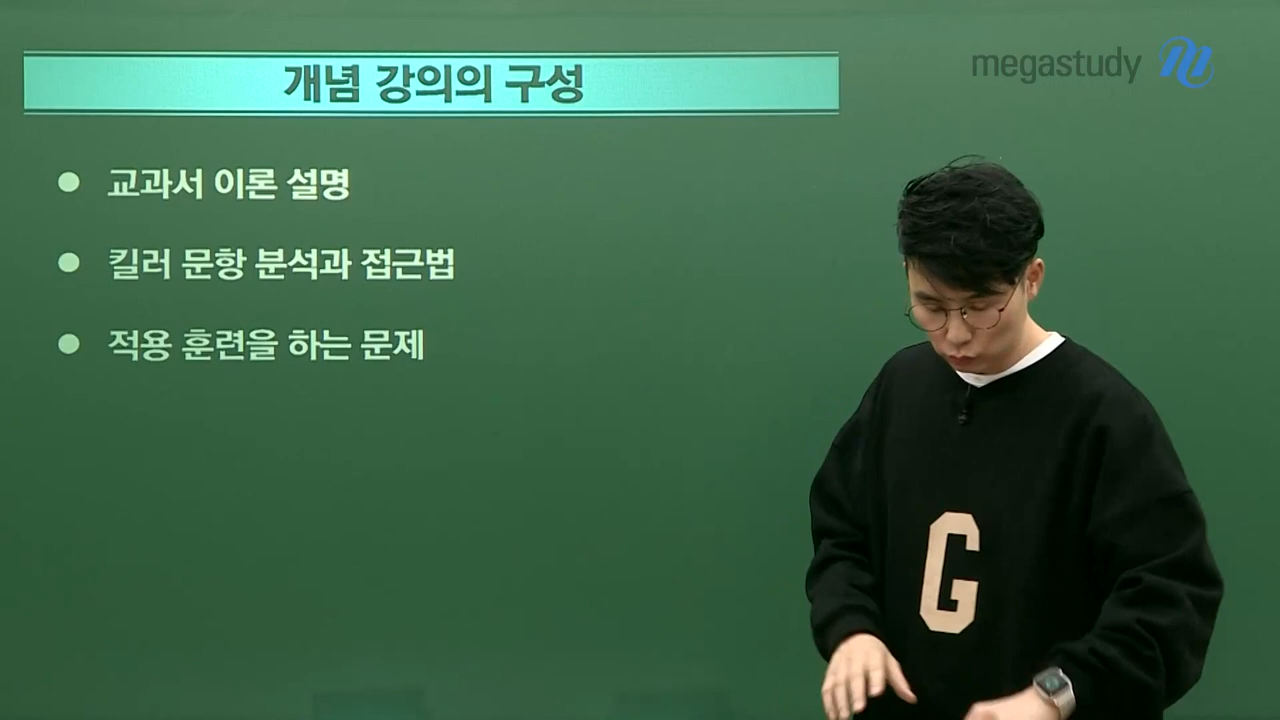 개념 강의의 구성
megastudy
● 교과서 이론 설명
● 킬러 문항 분석과 접근법
● 적용 훈련을 하는 문제
G